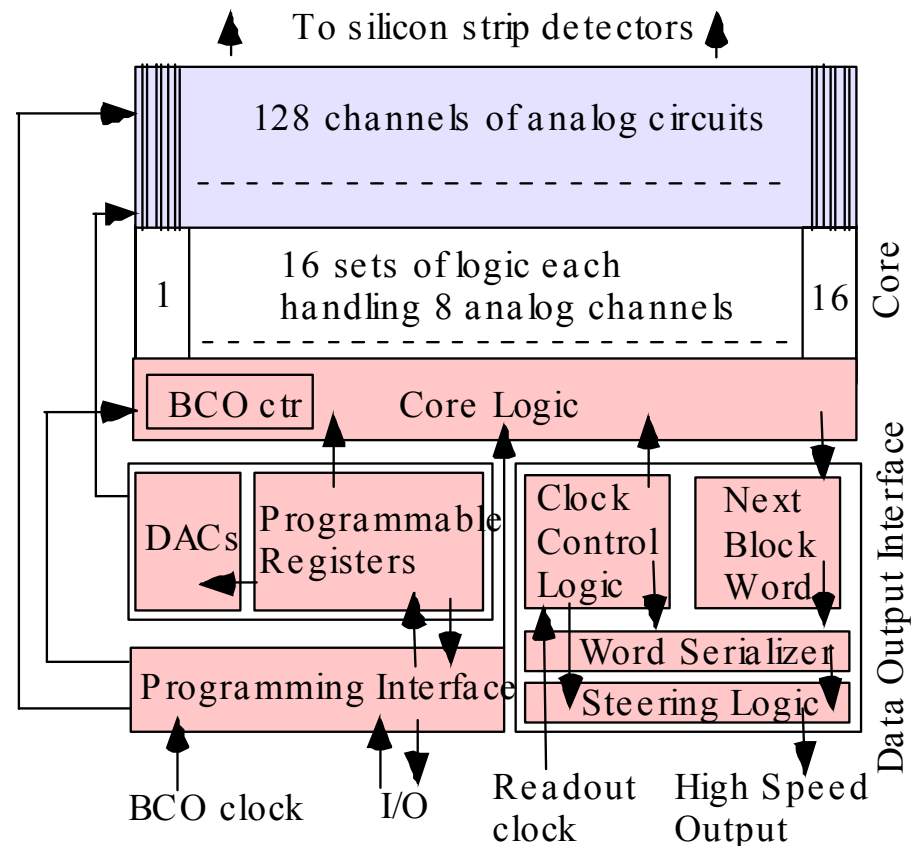 To silicon strip detectors
128 channels of analog circuits
1
16 sets of logic each
handling 8 analog channels
16
Core
BCO ctr
Core Logic
DACs
Programmable
Registers
Clock
Control
Logic
Next
Block
Word
Word Serializer
Steering Logic
Data Output Interface
Programming Interface
BCO clock
I/O
Readout
clock
High Speed
Output